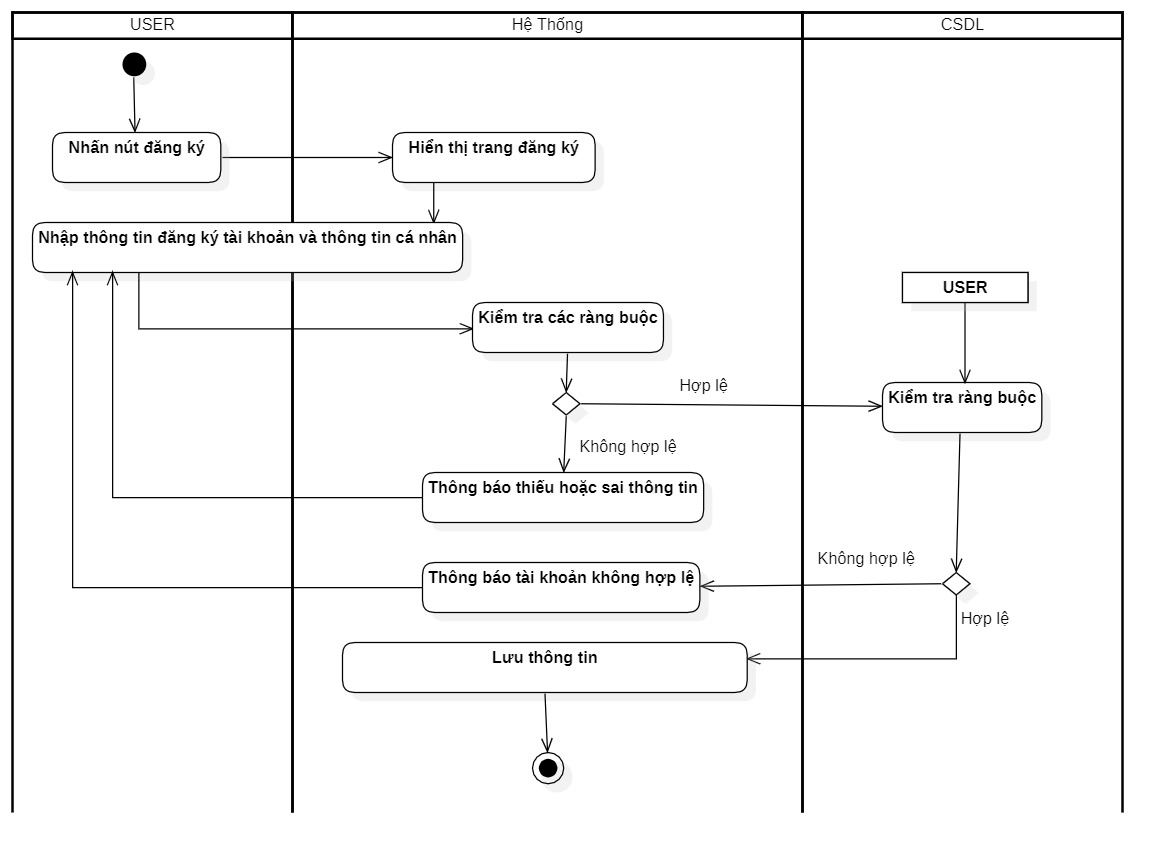 USER
Hệ Thống
CSDL
Nhấn nút đăng ký
Hiển thị trang đăng ký
Nhập thông tin đăng ký tài khoản và thông tin cá nhân
USER
Kiểm tra các ràng buộc
Hợp lệ
Kiểm tra ràng buộc
Không hợp lệ
Thông báo thiếu hoặc sai thông tin
Không hợp lệ
Thông báo tài khoản không hợp lệ
Hợp lệ
Lưu thông tin